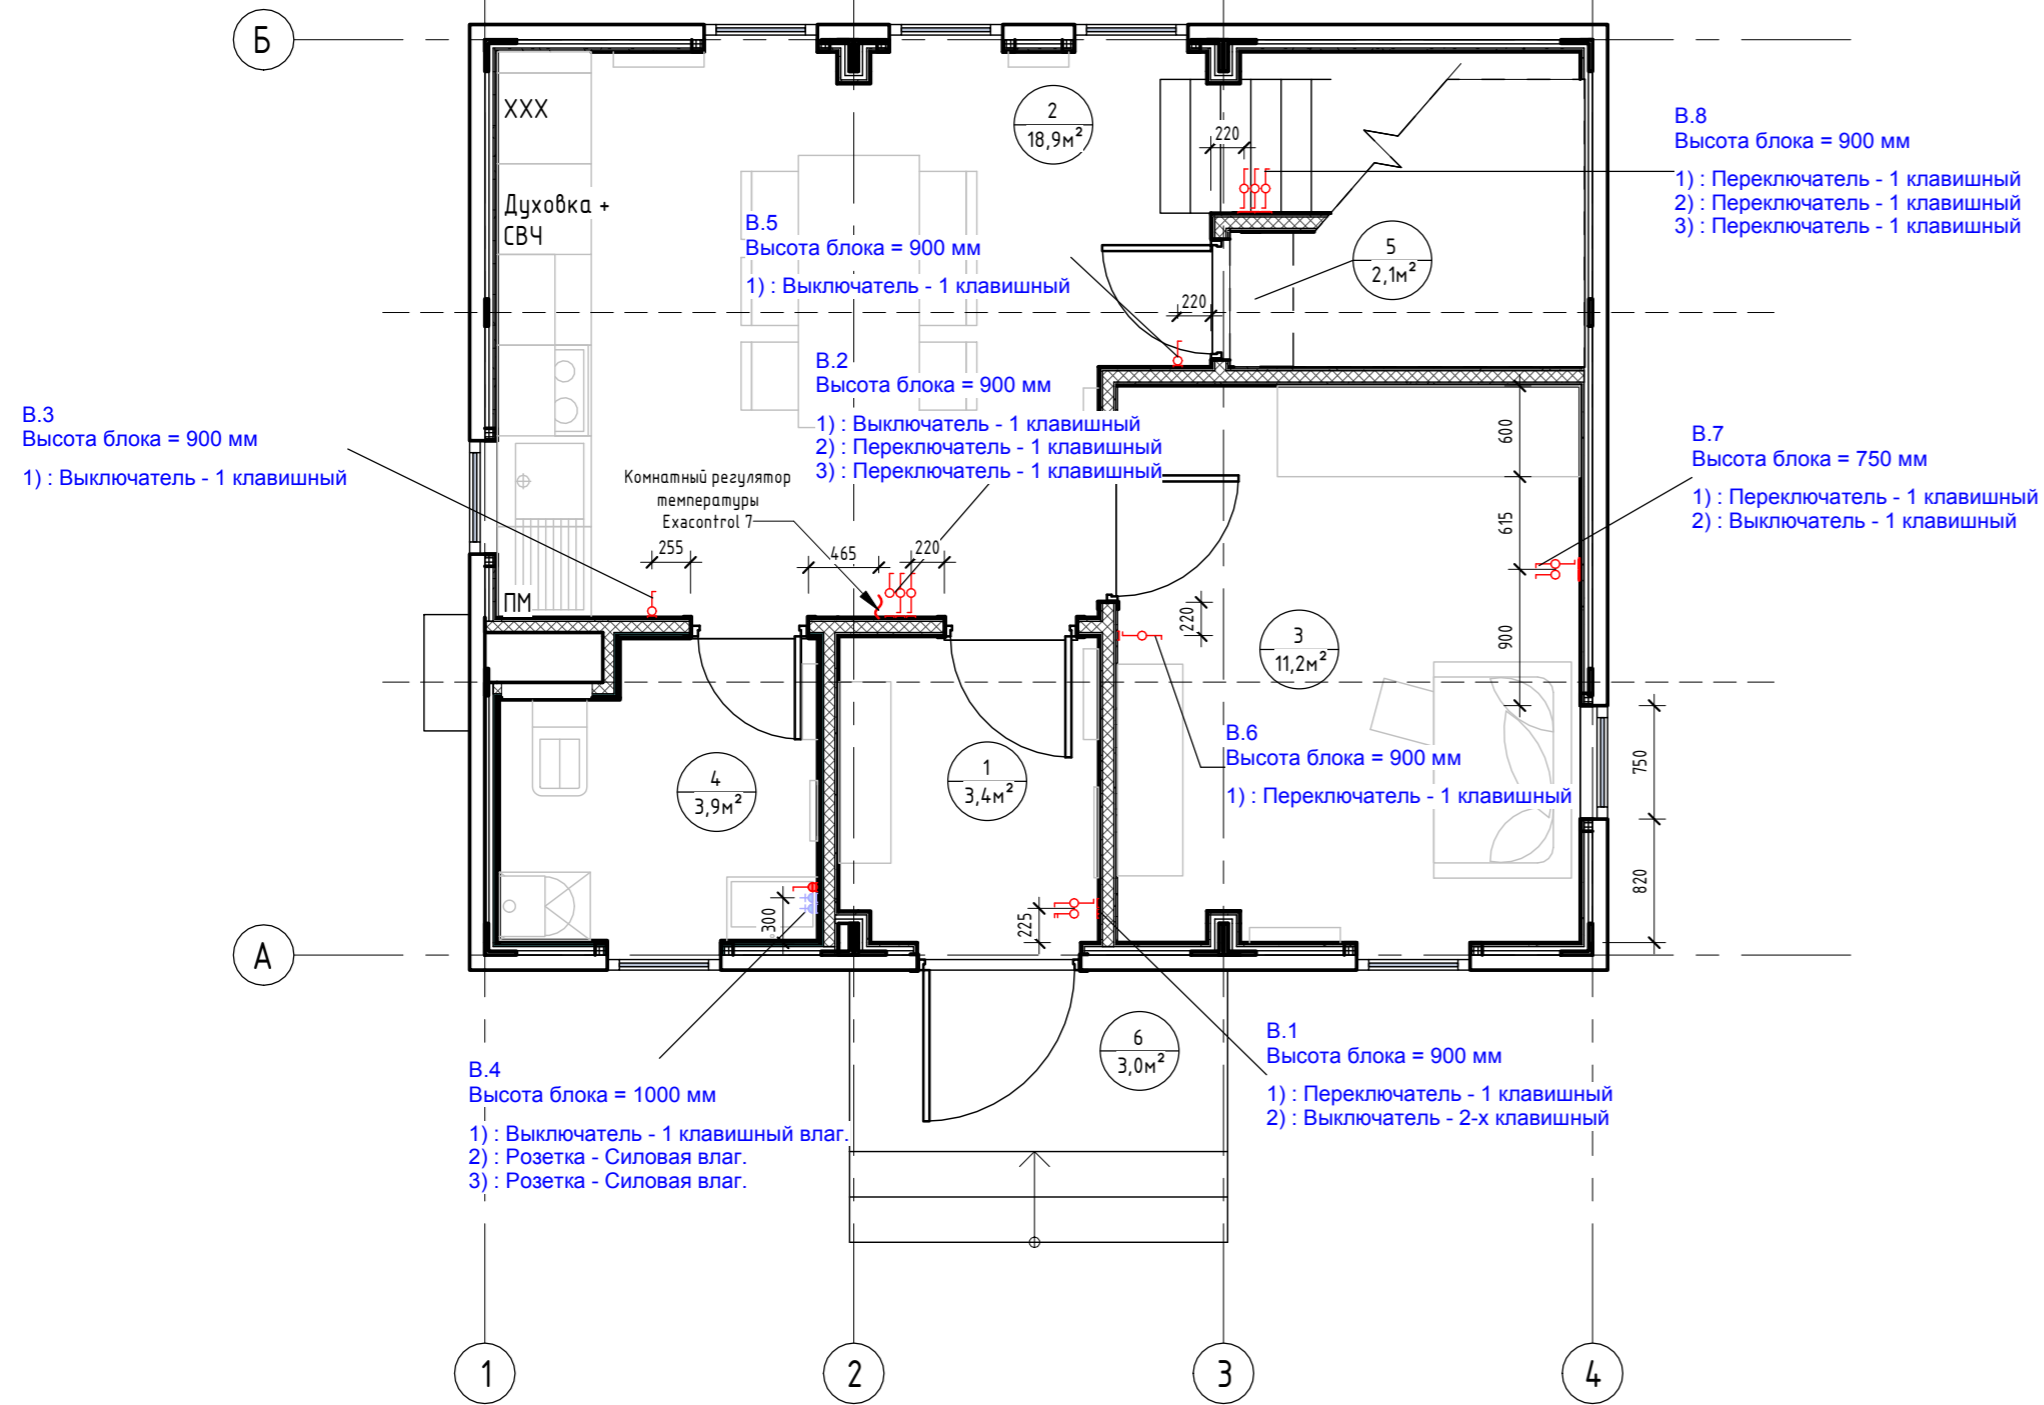 Б
ХХХ
2
18,9м²
220
В.8
Высота блока = 900 мм
1) : Переключатель - 1 клавишный
2) : Переключатель - 1 клавишный
3) : Переключатель - 1 клавишный
Духовка +
СВЧ
В.5
Высота блока = 900 мм
1) : Выключатель - 1 клавишный
5
2,1м²
220
В.2
Высота блока = 900 мм
1) : Выключатель - 1 клавишный
2) : Переключатель - 1 клавишный
3) : Переключатель - 1 клавишный
В.3
Высота блока = 900 мм
1) : Выключатель - 1 клавишный
Комнатный регулятор
температуры
Exacontrol 7
600
615
900
В.7
Высота блока = 750 мм
1) : Переключатель - 1 клавишный
2) : Выключатель - 1 клавишный
255
465
220
ПМ
220
3
11,2м²
В.6
Высота блока = 900 мм
1) : Переключатель - 1 клавишный
750
820
4
3,9м²
1
3,4м²
300
225
А
6
3,0м²
В.1
Высота блока = 900 мм
1) : Переключатель - 1 клавишный
2) : Выключатель - 2-х клавишный
В.4
Высота блока = 1000 мм
1) : Выключатель - 1 клавишный влаг.
2) : Розетка - Силовая влаг.
3) : Розетка - Силовая влаг.
1
2
3
4